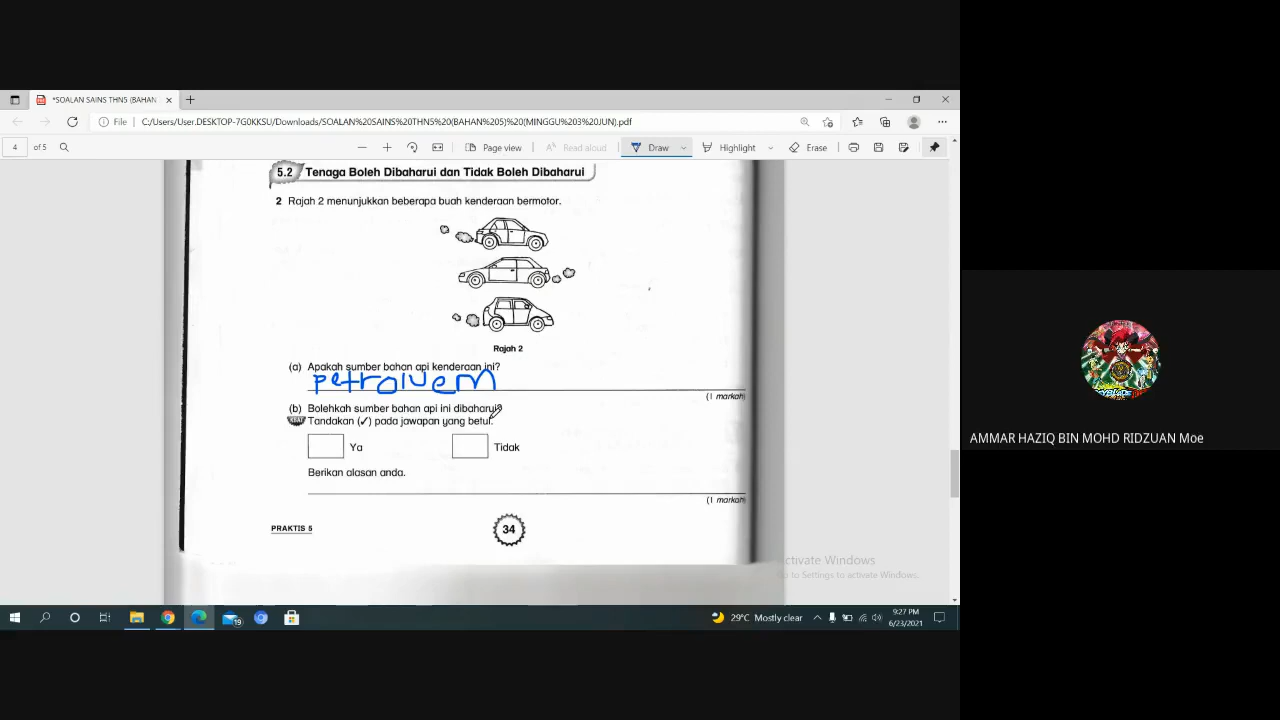 *SOALAN SAINS THN5 (BAHAN
File
C:/Users/User.DESKTOP-7G0KKSU/Downloads/SOALAN%20SAINS%20THN5%20(BAHAN%205)%20(MINGGU%203%20JUN).pdf
4 of 5
Page view
Read aloud
Draw
Highlight
Erase
5.2 Tenaga Boleh Dibaharui dan Tidak Boleh Dibaharui
2 Rajah 2 menunjukkan beberapa buah kenderaan bermotor.
Rajah 2
(a) Apakah sumber bahan api kenderaan ini?
petroluem
(1 markah)
(b) Bolehkah sumber bahan api ini dibaharui?
Tandakan (✓) pada jawapan yang betul.
Ya
Tidak
Berikan alasan anda.
(1 markah)
PRAKTIS 5
34
Activate Windows
Go to Settings to activate Windows.
AMMAR HAZIQ BIN MOHD RIDZUAN Moe
19
29°C Mostly clear
9:27 PM
6/23/2021